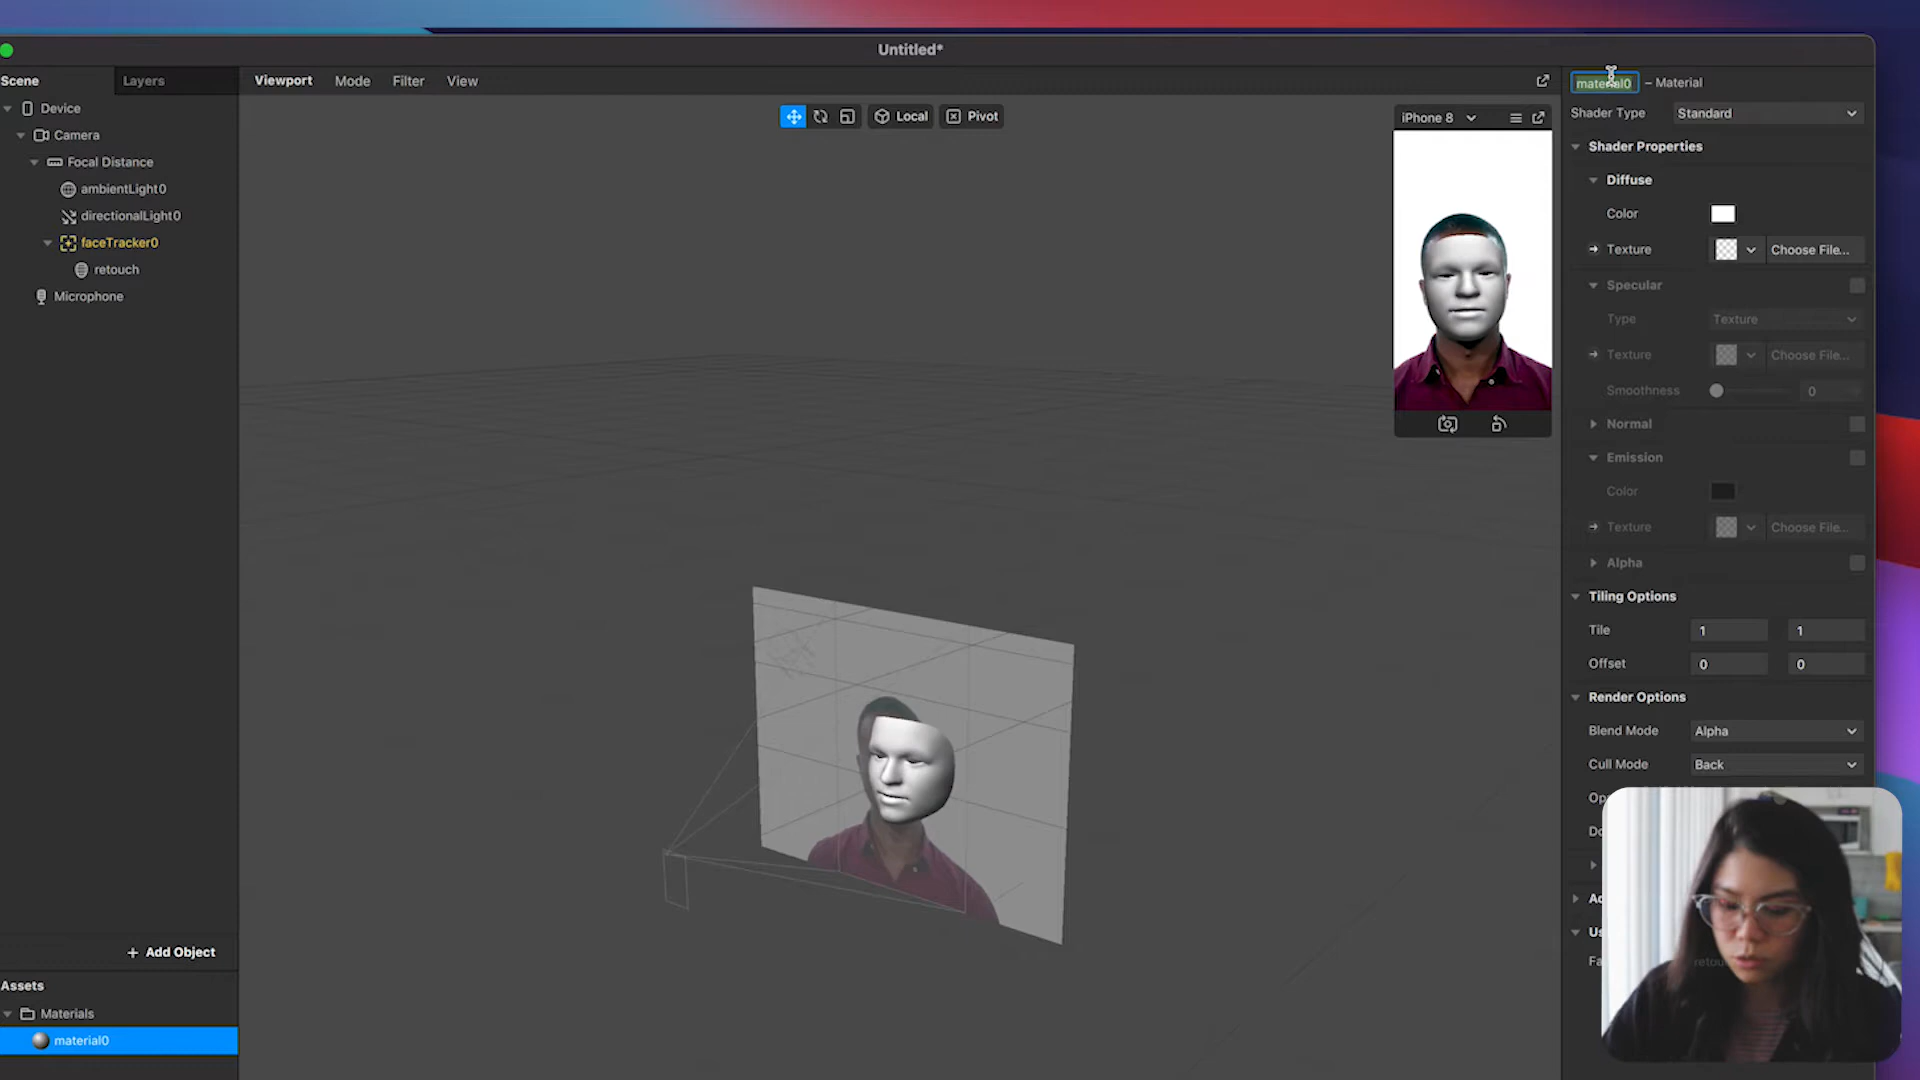 Untitled*
Scene
Layers
Device
Camera
Focal Distance
ambientLight0
directionalLight0
faceTracker0
retouch
Microphone
+ Add Object
Assets
Materials
material0
Viewport
Mode
Filter
View
Local
Pivot
iPhone 8
material0 – Material
Shader Type Standard
Shader Properties
Diffuse
Color
Texture Choose File...
Specular
Type Texture
Texture Choose File...
Smoothness 0
Normal
Emission
Color
Texture Choose File...
Alpha
Tiling Options
Tile 1 1
Offset 0 0
Render Options
Blend Mode Alpha
Cull Mode Back